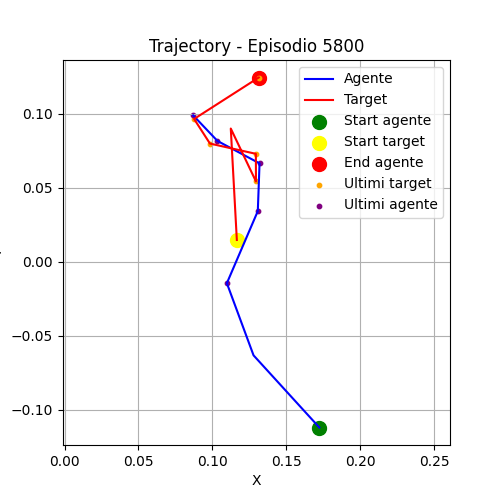 Trajectory - Episodio 5800
Agente
Target
Start agente
Start target
End agente
Ultimi target
Ultimi agente
0.10
0.05
0.00
−0.05
−0.10
0.00 0.05 0.10 0.15 0.20 0.25
X